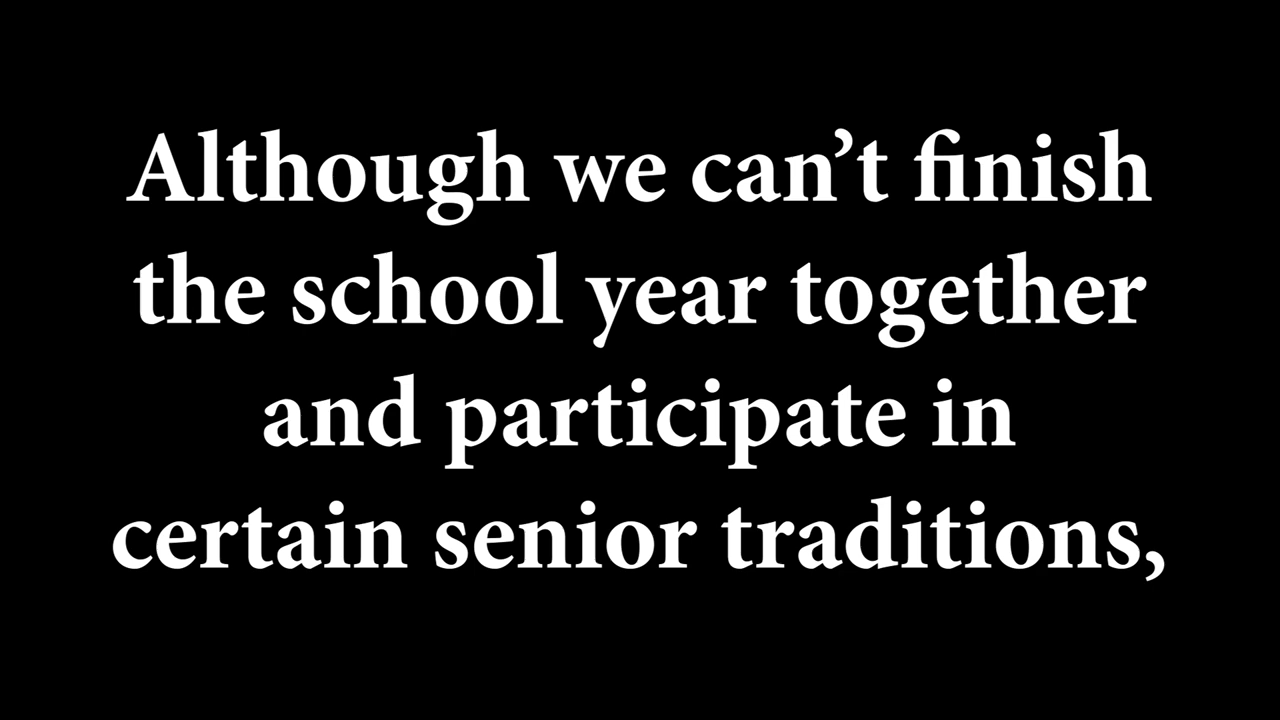 Although we can’t finish
the school year together
and participate in
certain senior traditions,